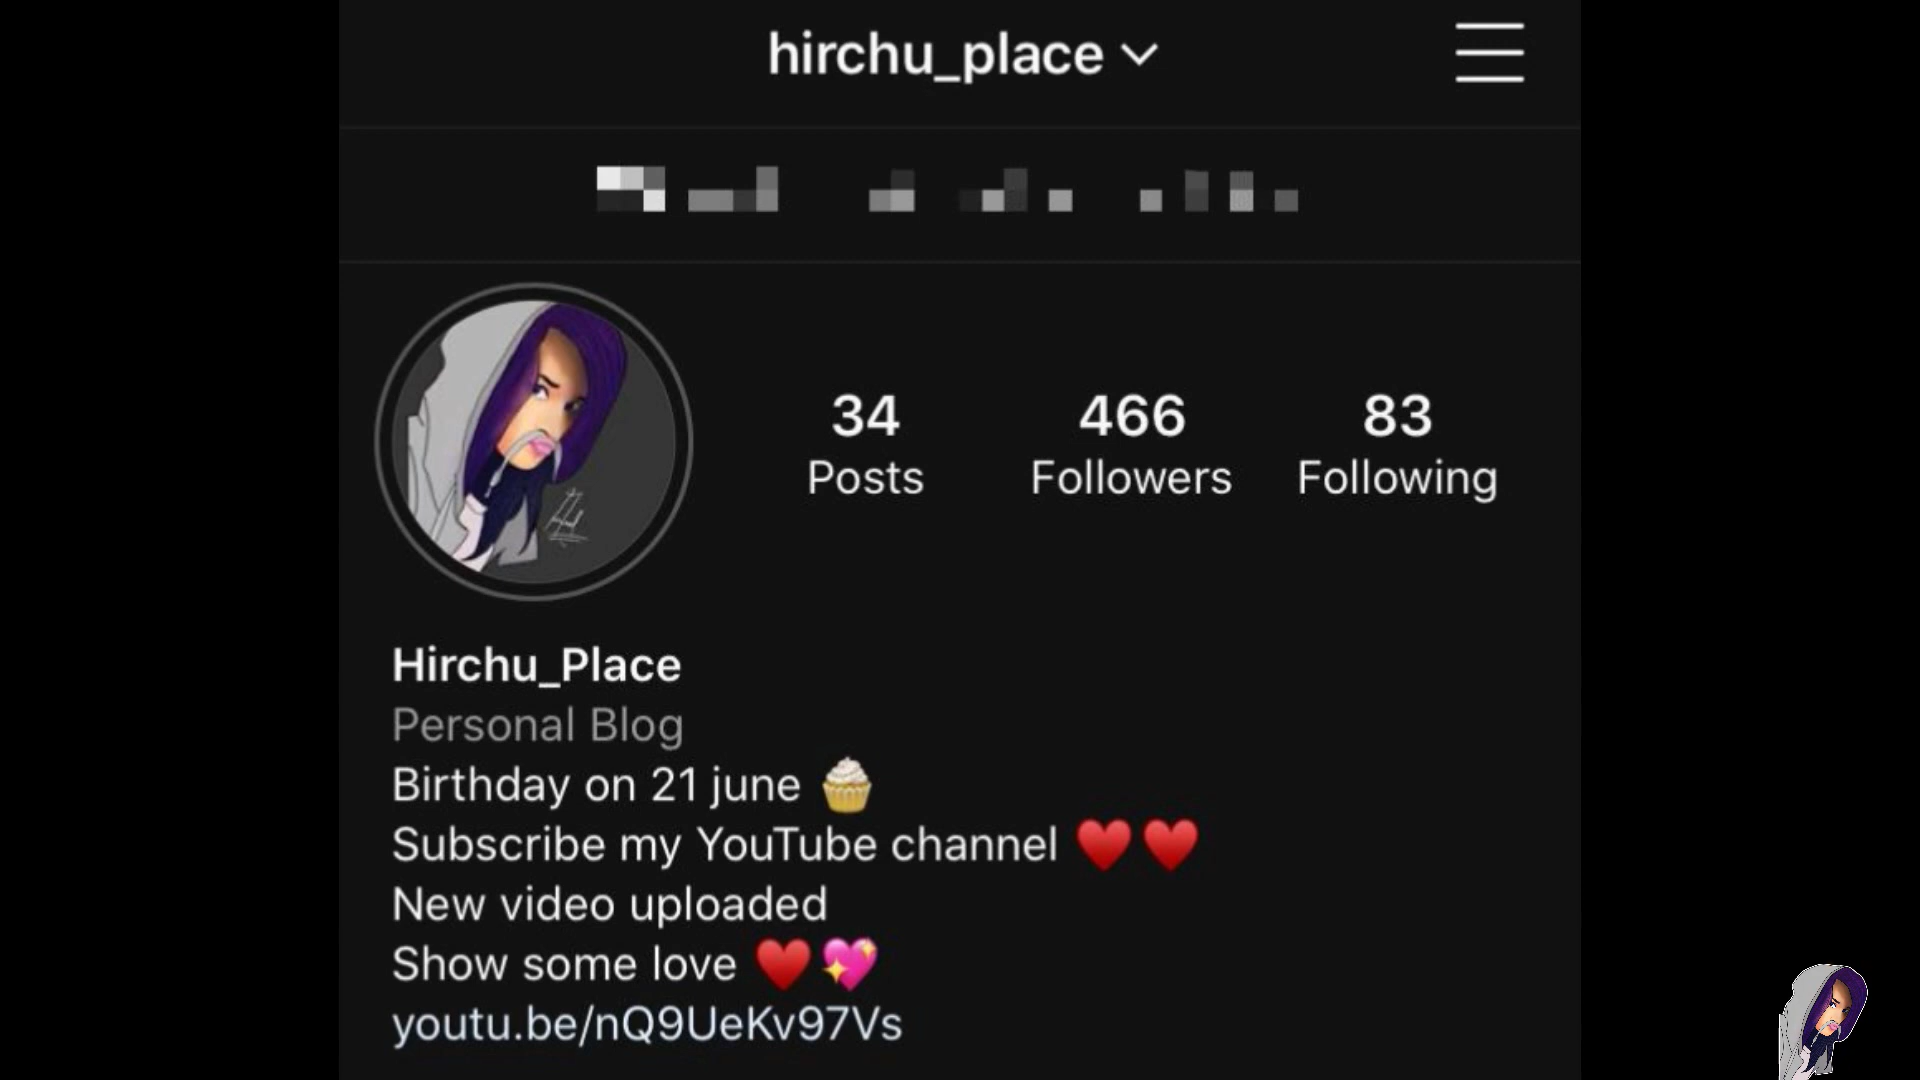 hirchu_place
34
Posts
466
Followers
83
Following
Hirchu_Place
Personal Blog
Birthday on 21 june 🧁
Subscribe my YouTube channel ♥️♥️
New video uploaded
Show some love ♥️💖
youtu.be/nQ9UeKv97Vs